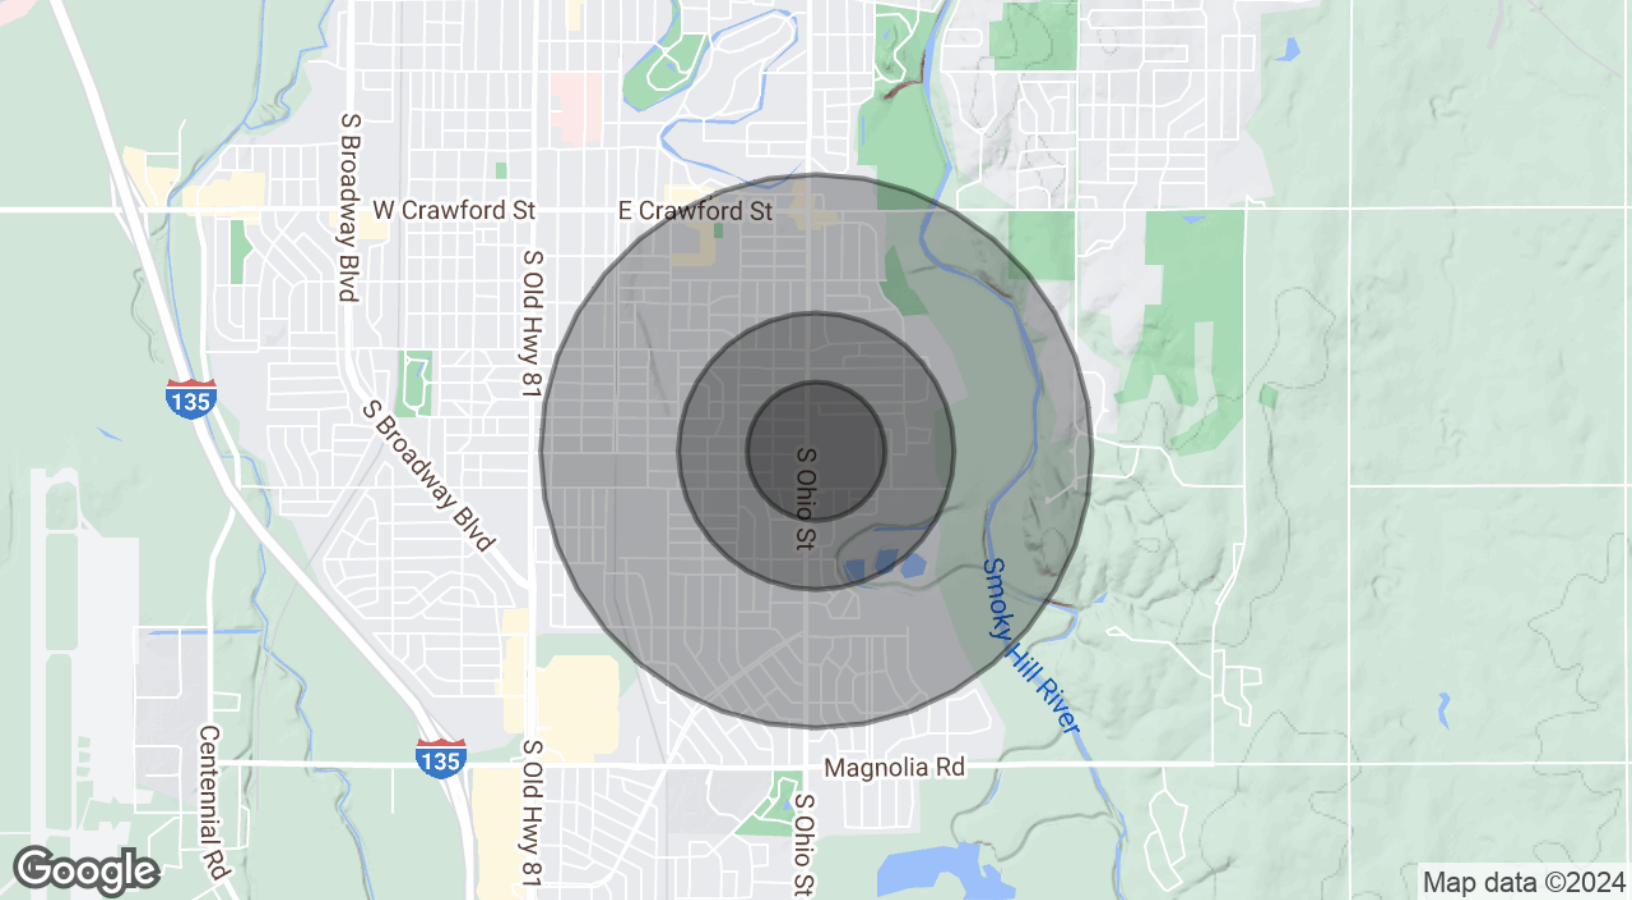 S Broadway Blvd
W Crawford St
E Crawford St
S Old Hwy 81
135
S Broadway Blvd
S Ohio St
Smoky Hill River
Centennial Rd
135
S Old Hwy 81
Magnolia Rd
S Ohio St
Google
Map data ©2024